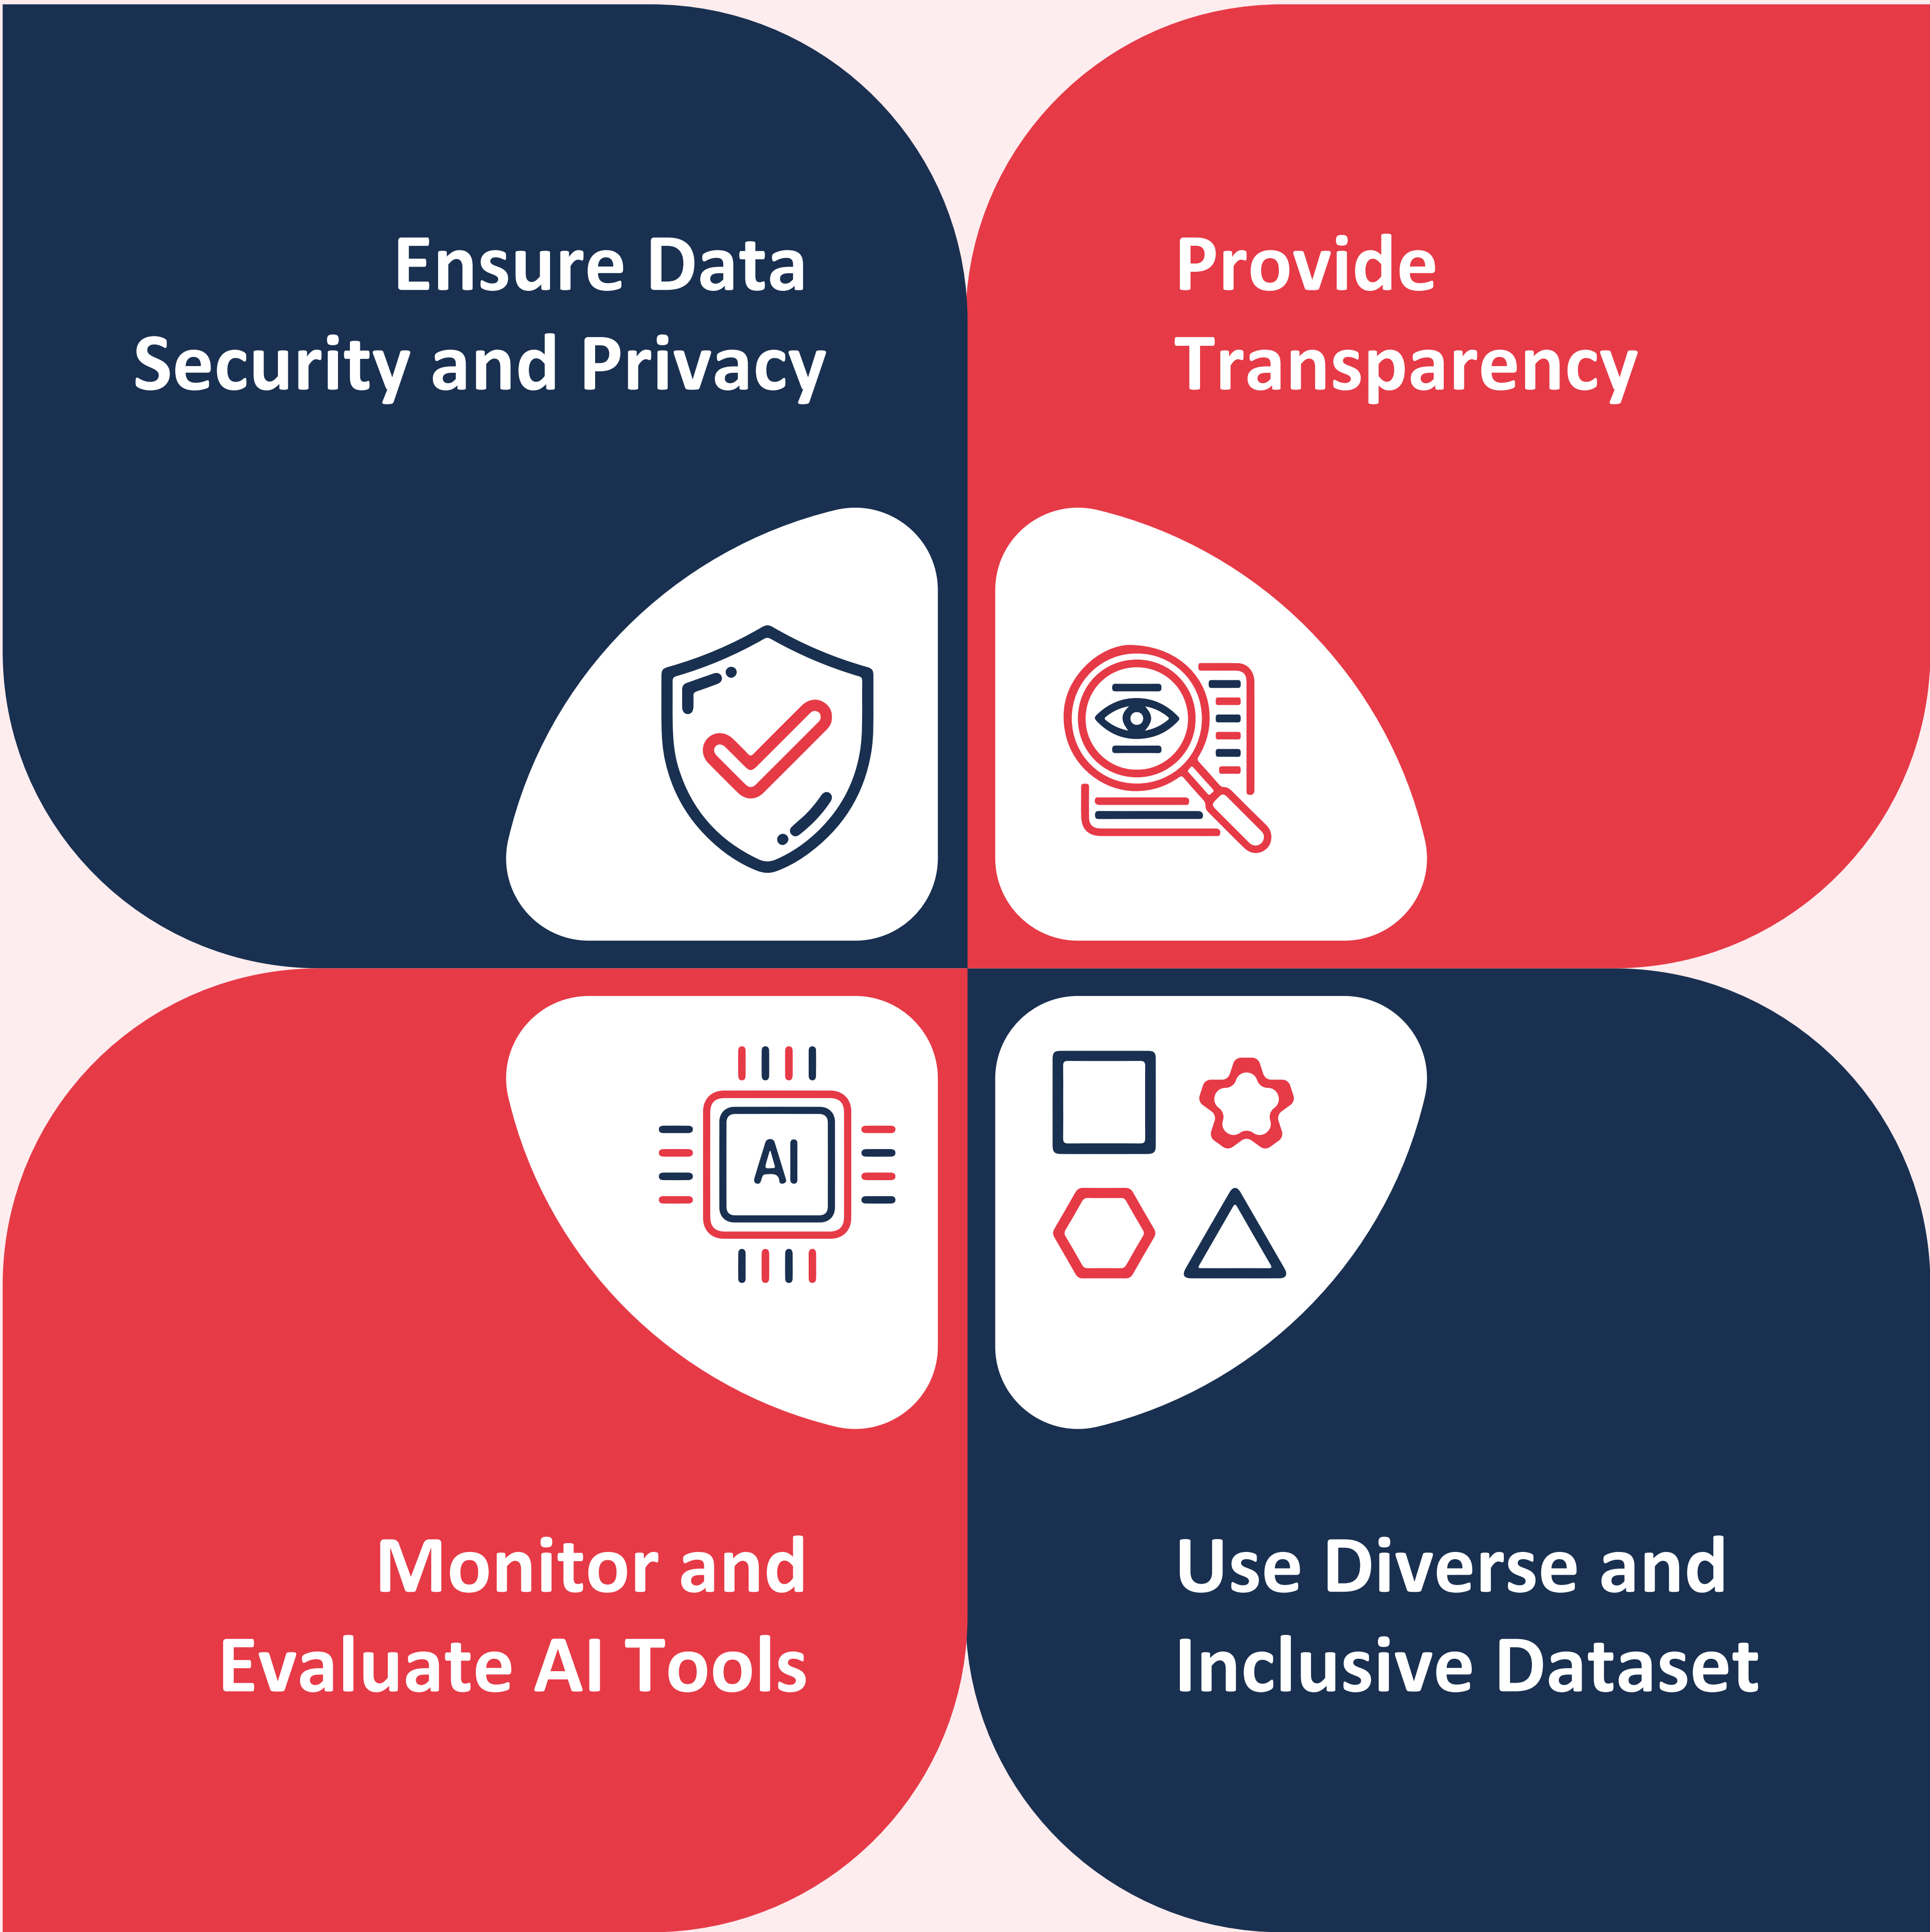 Ensure Data
Security and Privacy
Provide
Transparency
AI
Monitor and
Evaluate AI Tools
Use Diverse and
Inclusive Dataset